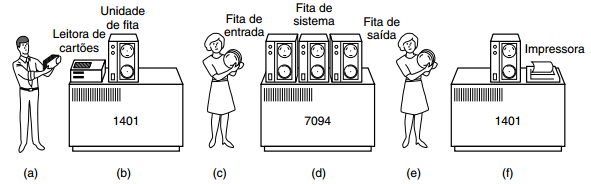 Unidade
de fita
Leitora de
cartões
Fita de
entrada
Fita de
sistema
Fita de
saída
Impressora
1401
7094
1401
(a)
(b)
(c)
(d)
(e)
(f)